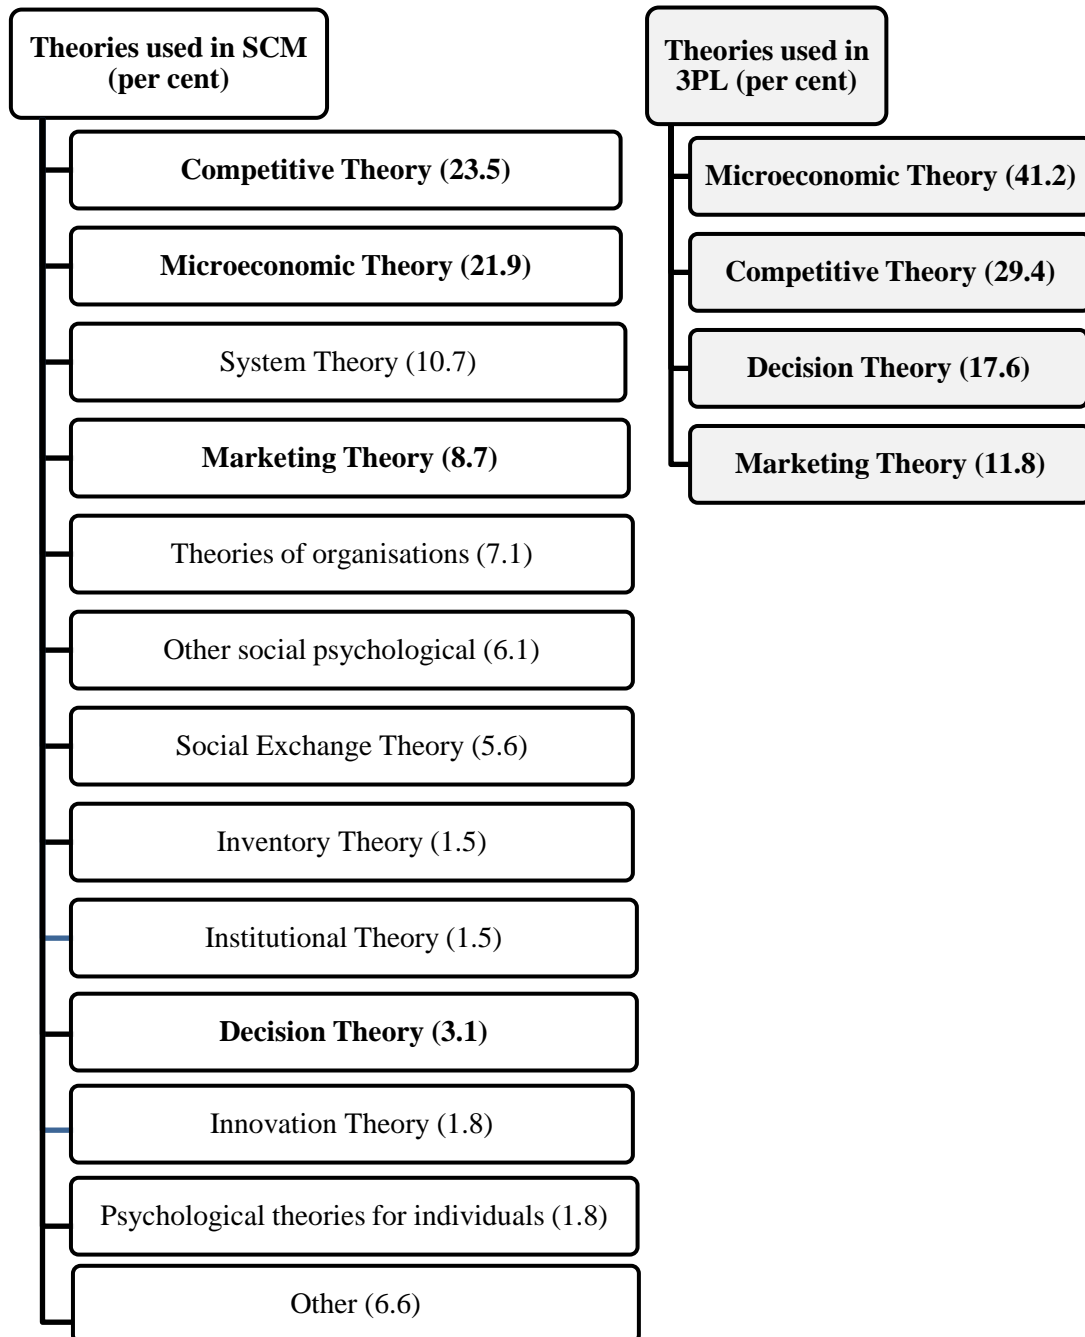 Theories used in SCM
(per cent)
Competitive Theory (23.5)
Microeconomic Theory (21.9)
System Theory (10.7)
Marketing Theory (8.7)
Theories of organisations (7.1)
Other social psychological (6.1)
Social Exchange Theory (5.6)
Inventory Theory (1.5)
Institutional Theory (1.5)
Decision Theory (3.1)
Innovation Theory (1.8)
Psychological theories for individuals (1.8)
Other (6.6)
Theories used in
3PL (per cent)
Microeconomic Theory (41.2)
Competitive Theory (29.4)
Decision Theory (17.6)
Marketing Theory (11.8)